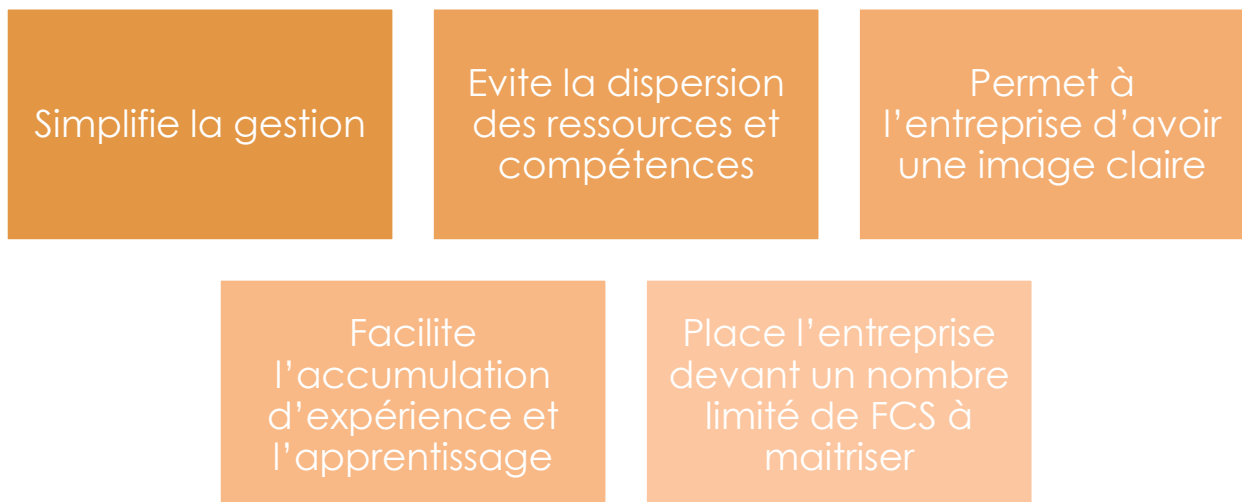 Simplifie la gestion
Evite la dispersion
des ressources et
compétences
Permet à
l’entreprise d’avoir
une image claire
Facilite
l’accumulation
d’expérience et
l’apprentissage
Place l’entreprise
devant un nombre
limité de FCS à
maitriser